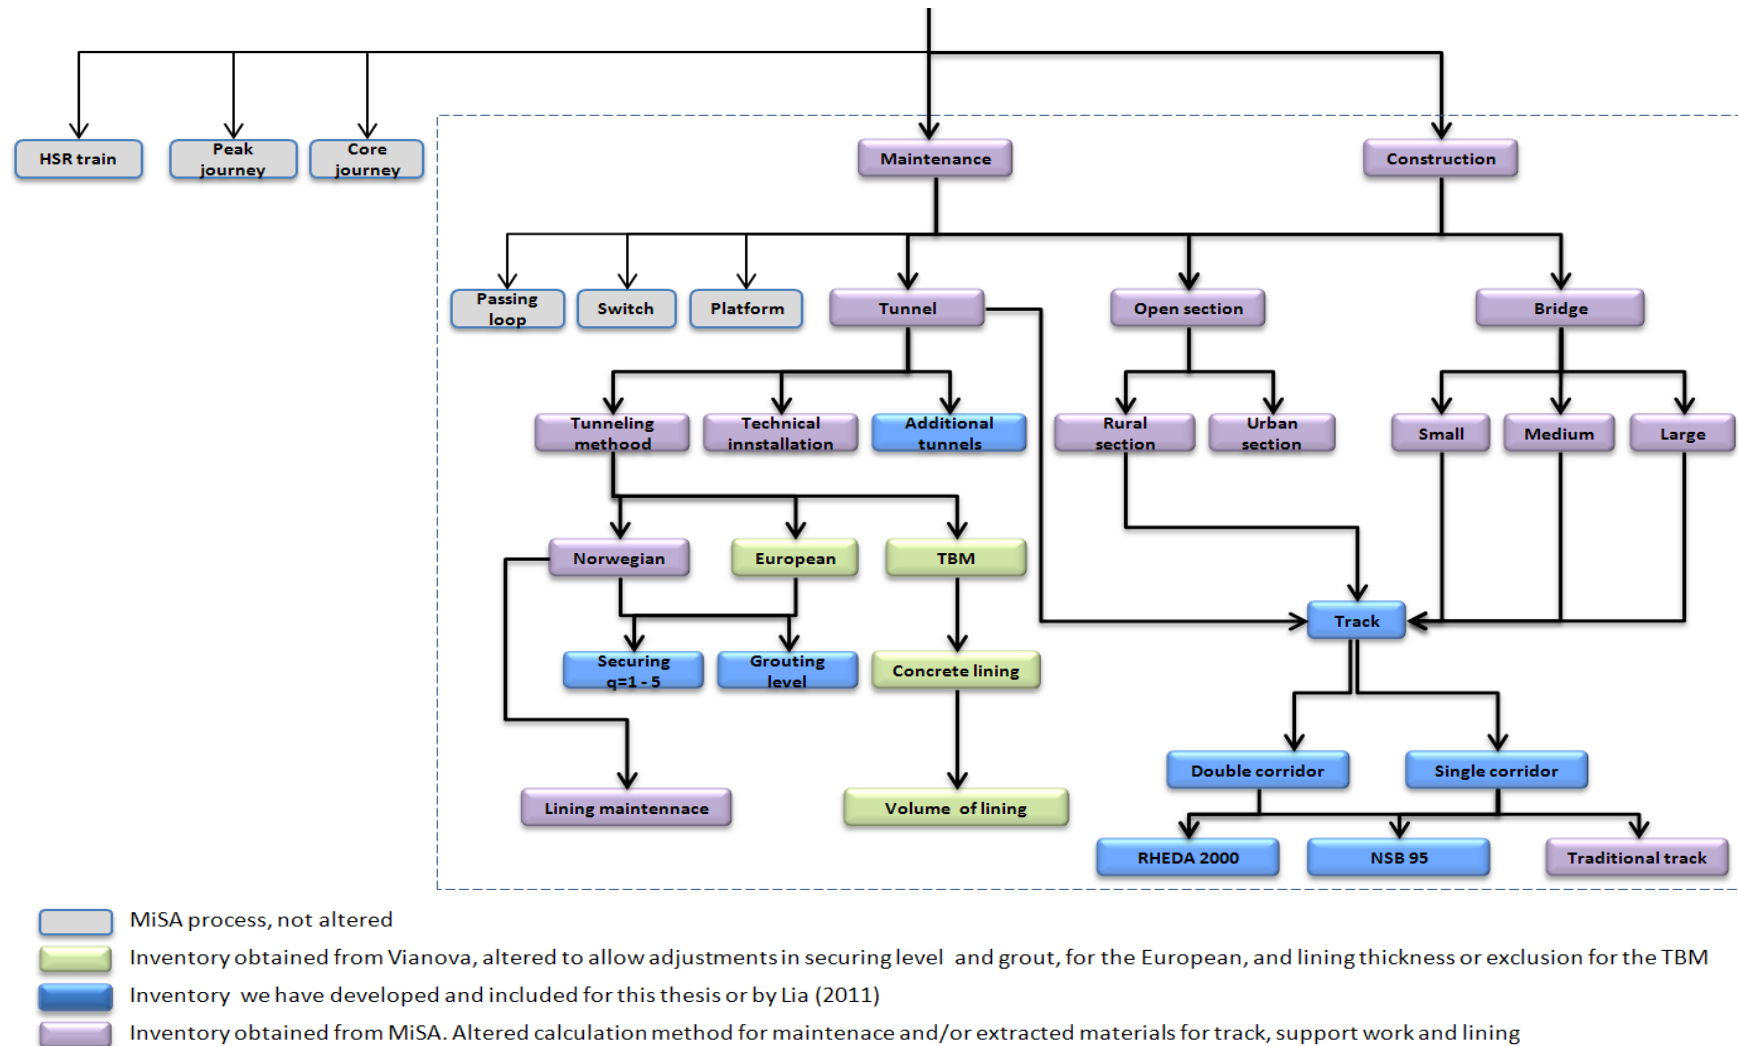 HSR train
Peak
journey
Core
journey
Maintenance
Construction
Passing
loop
Switch
Platform
Tunnel
Open section
Bridge
Tunneling
methood
Technical
innstallation
Additional
tunnels
Rural
section
Urban
section
Small
Medium
Large
Norwegian
European
TBM
Track
Securing
q=1 - 5
Grouting
level
Concrete lining
Double corridor
Single corridor
Lining maintennace
Volume of lining
RHEDA 2000
NSB 95
Traditional track
MiSA process, not altered
Inventory obtained from Vianova, altered to allow adjustments in securing level and grout, for the European, and lining thickness or exclusion for the TBM
Inventory we have developed and included for this thesis or by Lia (2011)
Inventory obtained from MiSA. Altered calculation method for maintenace and/or extracted materials for track, support work and lining